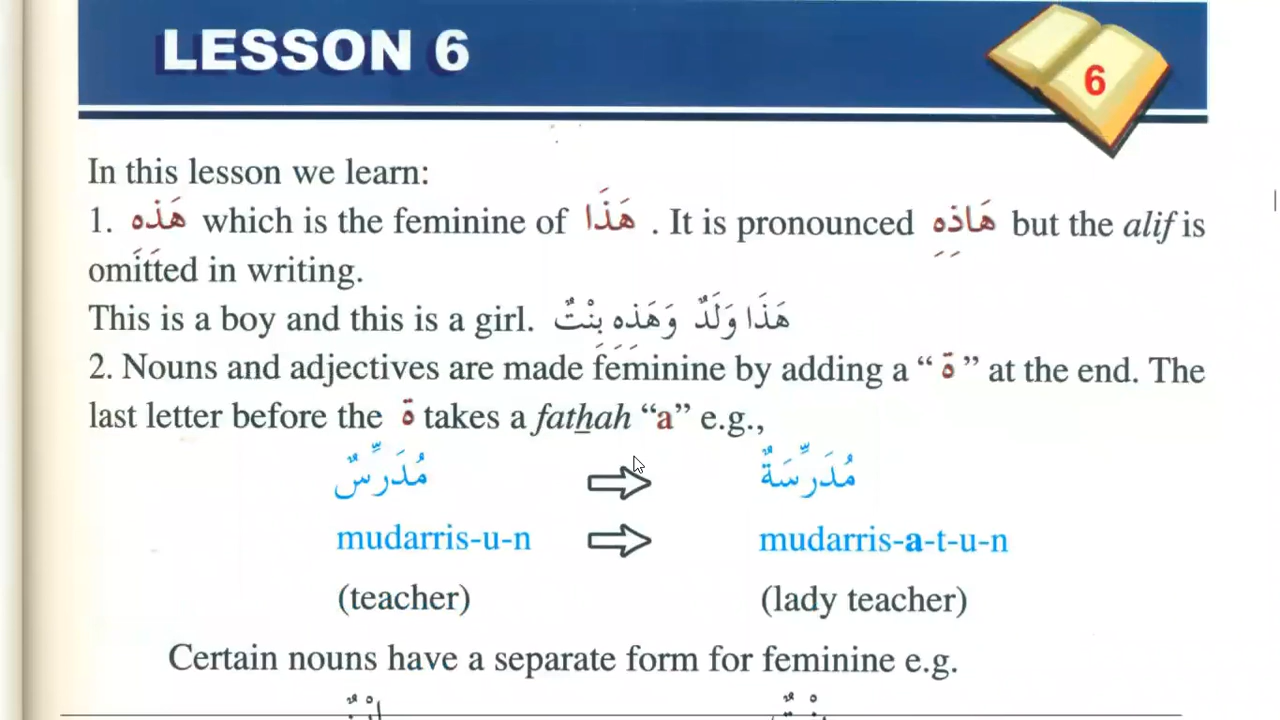 LESSON 6
6
In this lesson we learn:
1. هَذِهِ which is the feminine of هَذَا . It is pronounced هَاذِهِ but the alif is
omitted in writing.
This is a boy and this is a girl. هَذَا وَلَدٌ وَهَذِهِ بِنْتٌ
2. Nouns and adjectives are made feminine by adding a “ ة ” at the end. The
last letter before the ة takes a fathah “a” e.g.,
مُدَرِّسٌ ⇨ مُدَرِّسَةٌ
mudarris-u-n ⇨ mudarris-a-t-u-n
(teacher) (lady teacher)
Certain nouns have a separate form for feminine e.g.